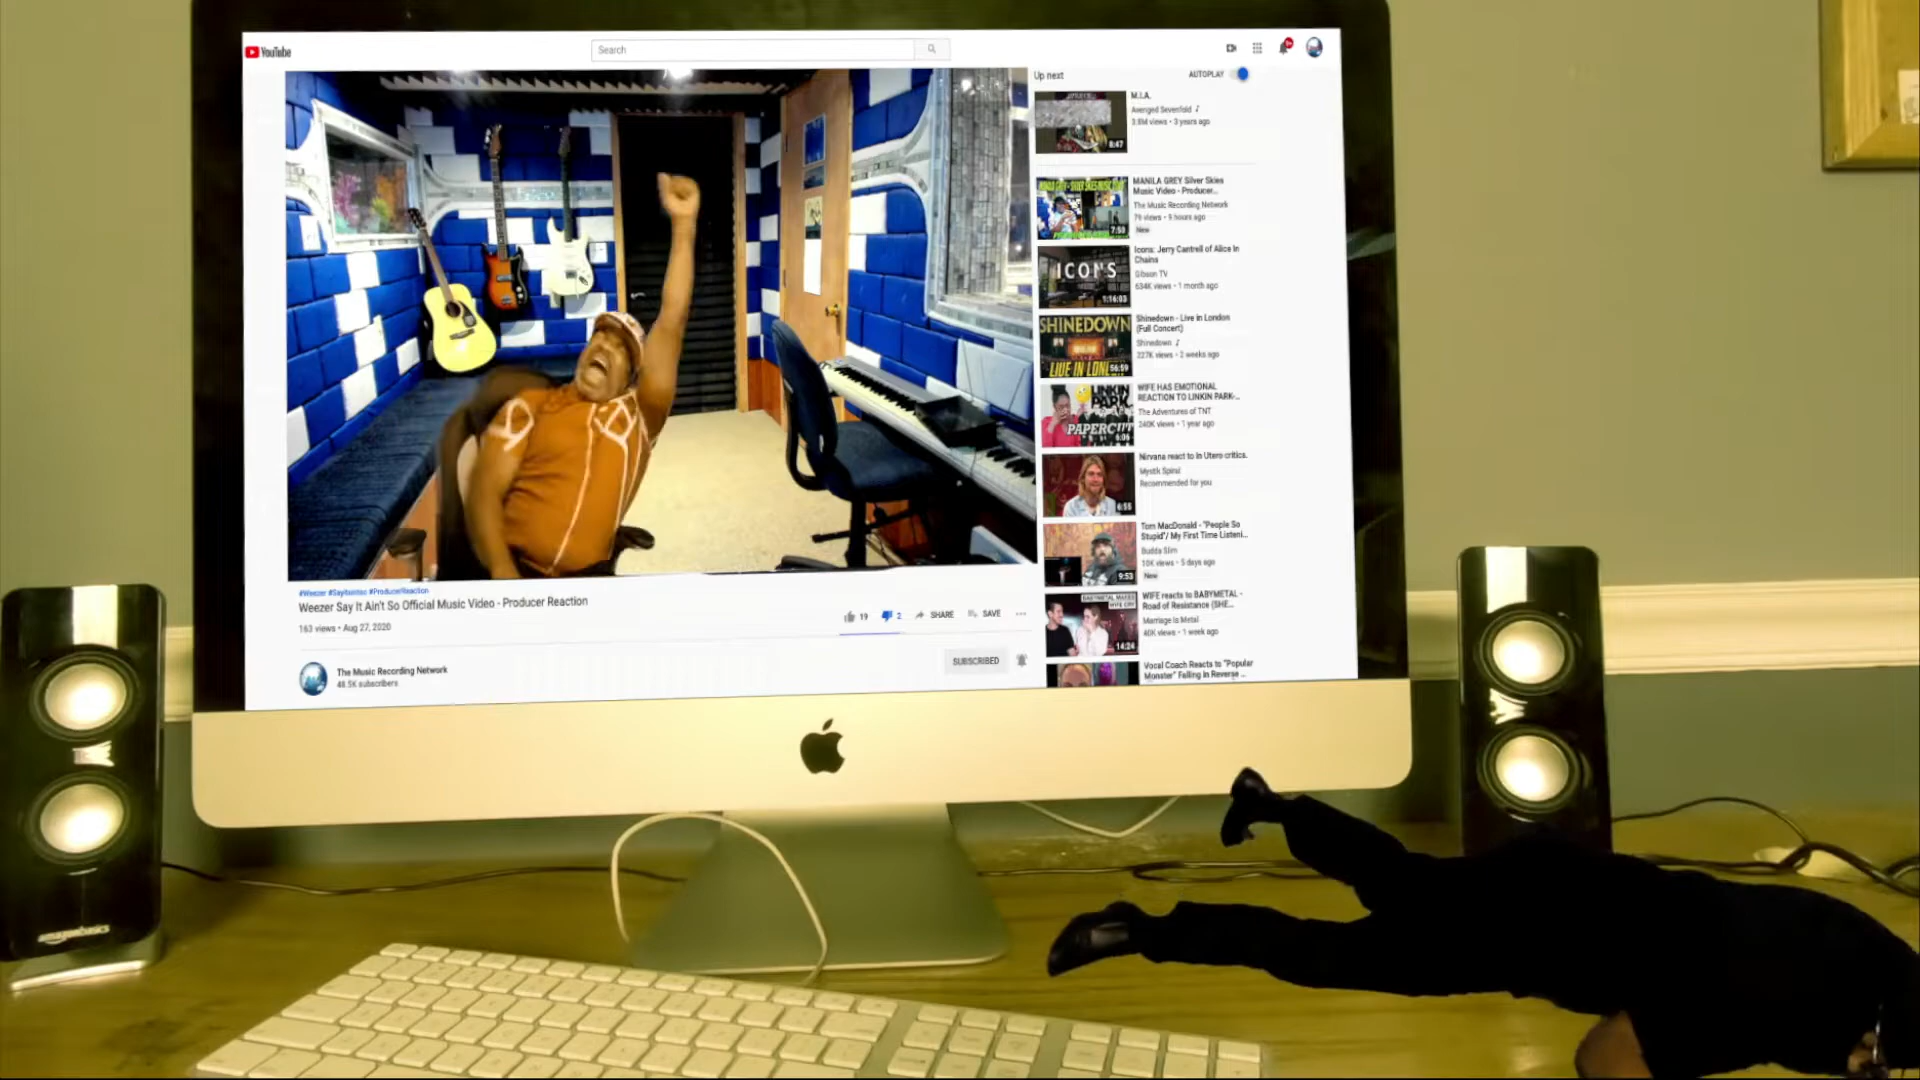 YouTube
Search
Up next
AUTOPLAY
M.I.A.
Avenged Sevenfold
3.8M views • 3 years ago
8:47
MANILA GREY Silver Skies
Music Video - Producer...
The Music Recording Network
79 views • 9 hours ago
New
7:53
Icons: Jerry Cantrell of Alice In
Chains
Gibson TV
634K views • 1 month ago
ICONS
1:16:03
Shinedown - Live in London
(Full Concert)
Shinedown
227K views • 2 weeks ago
SHINEDOWN
LIVE IN LON
56:59
WIFE HAS EMOTIONAL
REACTION TO LINKIN PARK-...
The Adventures of TNT
240K views • 1 year ago
LINKIN
PARK
PAPERCUT
6:06
Nirvana react to In Utero critics.
Mystik Spiral
Recommended for you
6:55
Tom MacDonald - "People So
Stupid"/ My First Time Listeni...
Budda Slim
10K views • 5 days ago
New
9:53
WIFE reacts to BABYMETAL -
Road of Resistance (SHE...
Marriage Is Metal
40K views • 1 week ago
BABYMETAL MAKES
WIFE CRY
14:24
Vocal Coach Reacts to "Popular
Monster" Falling In Reverse ...
#Weezer #SayItAintSo #ProducerReaction
Weezer Say It Ain't So Official Music Video - Producer Reaction
163 views • Aug 27, 2020
19
2
SHARE
SAVE
The Music Recording Network
48.5K subscribers
SUBSCRIBED
amazonbasics